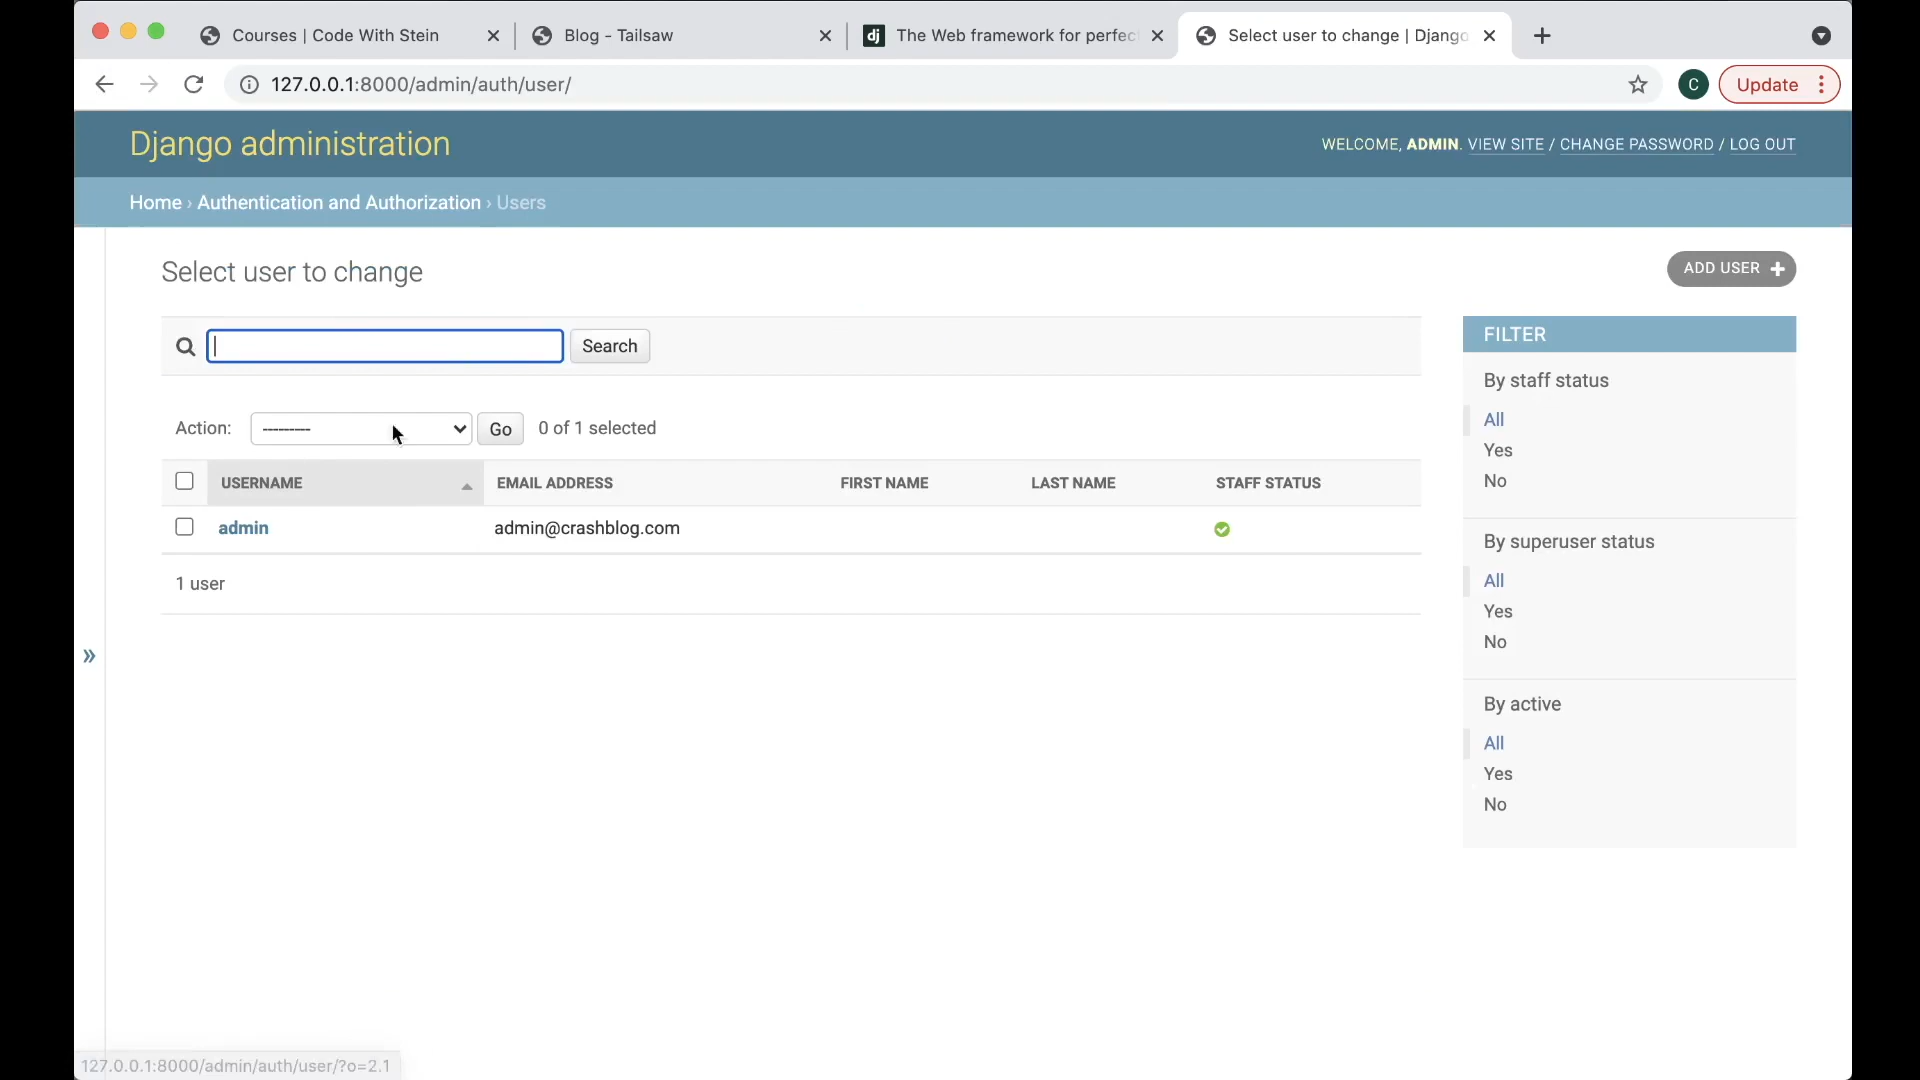 Courses | Code With Stein
Blog - Tailsaw
dj The Web framework for perfec
Select user to change | Django
127.0.0.1:8000/admin/auth/user/
C
Update
Django administration
WELCOME, ADMIN. VIEW SITE / CHANGE PASSWORD / LOG OUT
Home › Authentication and Authorization › Users
Select user to change
ADD USER +
Search
Action: --------- Go 0 of 1 selected
USERNAME EMAIL ADDRESS FIRST NAME LAST NAME STAFF STATUS
admin admin@crashblog.com
1 user
FILTER
By staff status
All
Yes
No
By superuser status
All
Yes
No
By active
All
Yes
No
»
127.0.0.1:8000/admin/auth/user/?o=2.1